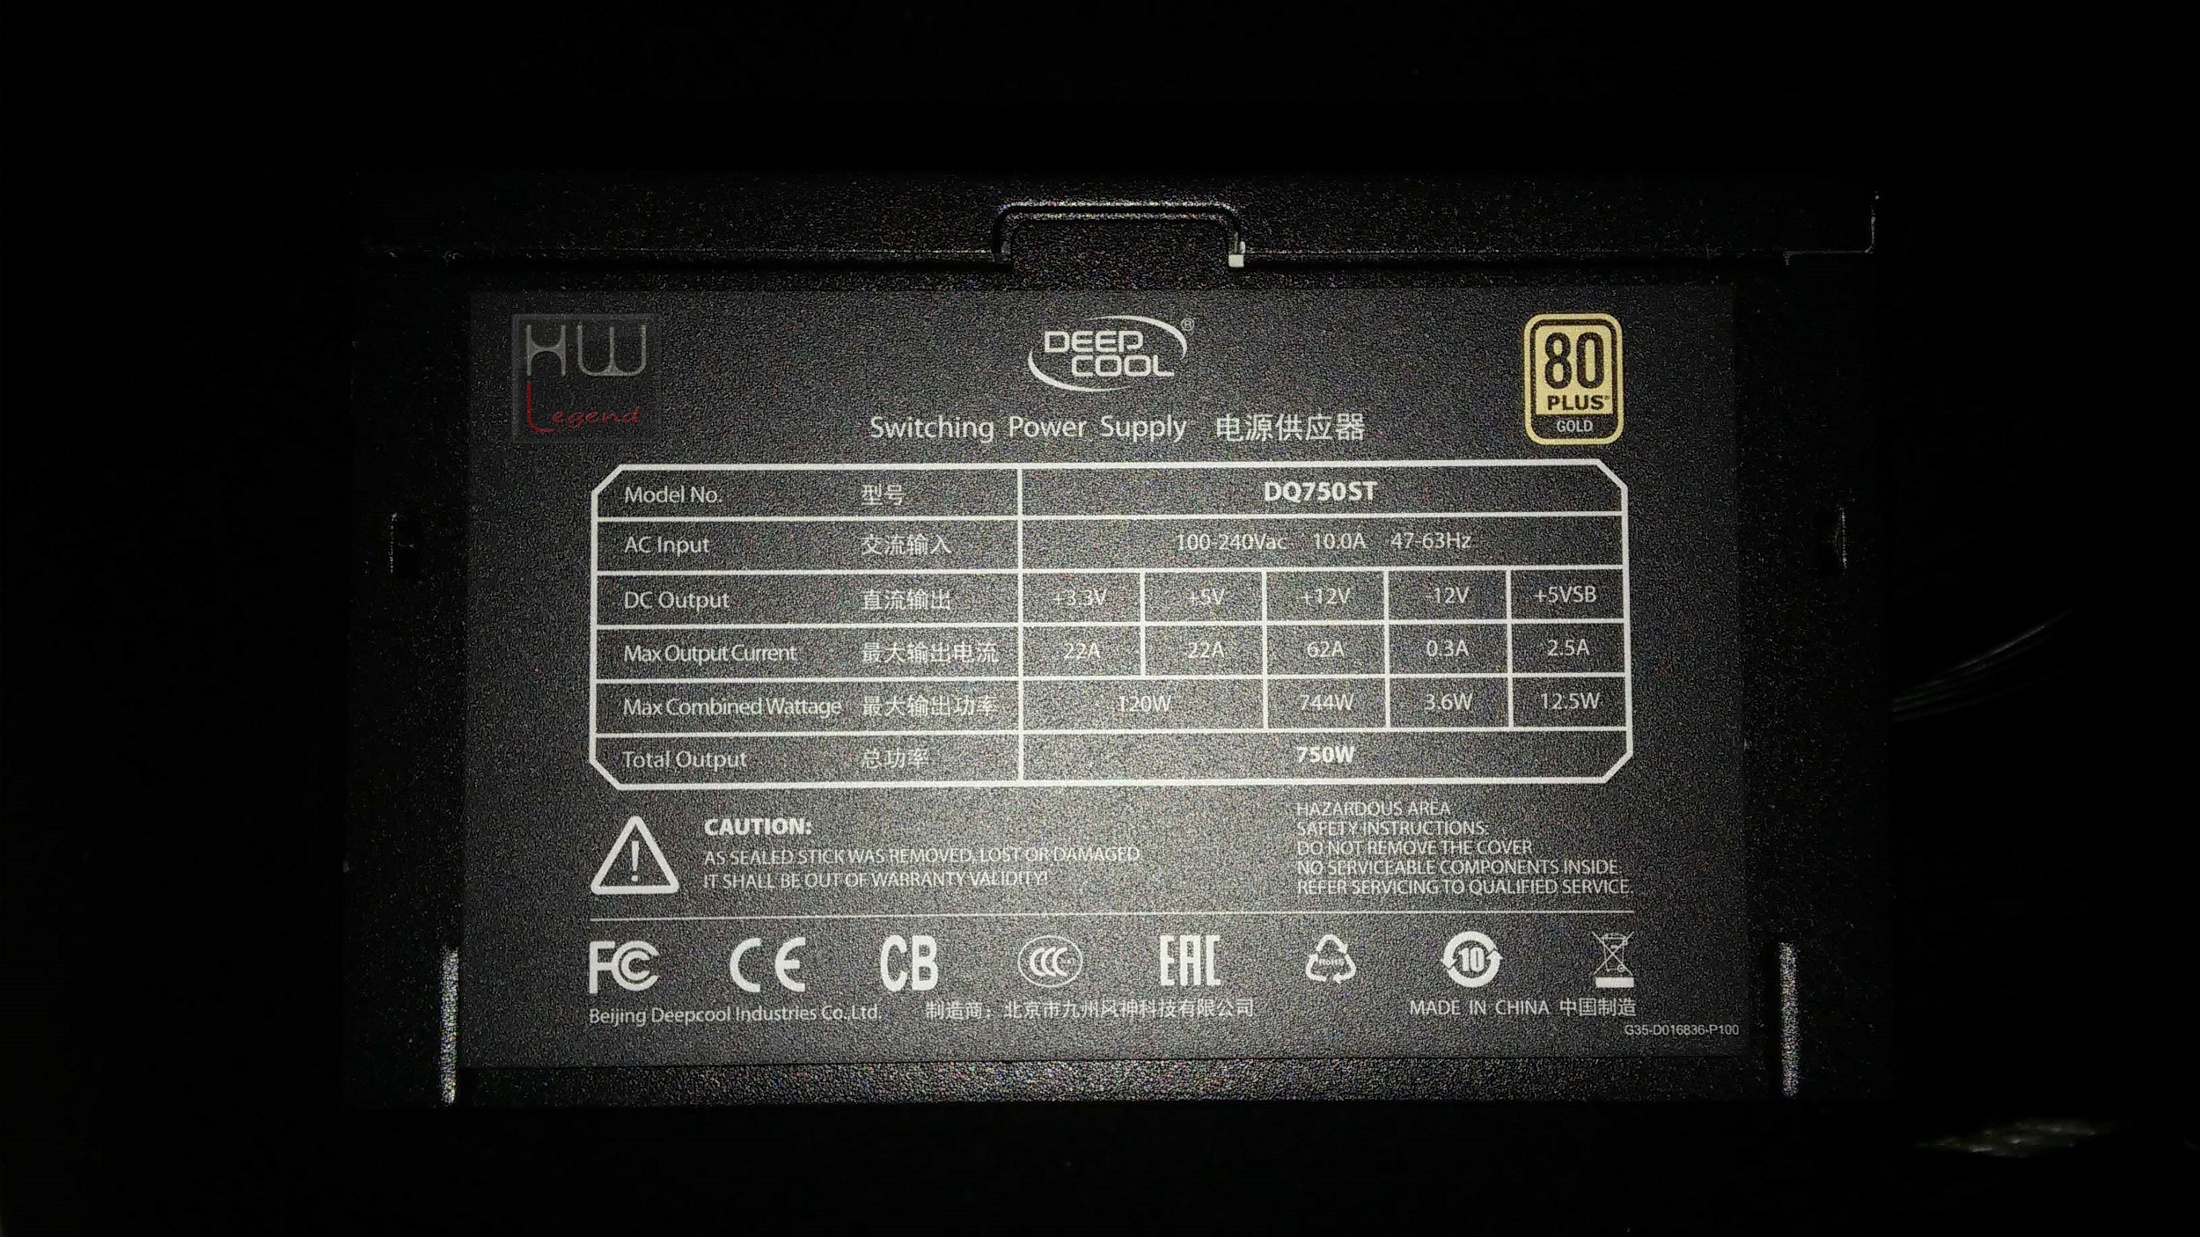 HW
Legend
DEEP
COOL®
80
PLUS®
GOLD
Switching Power Supply 电源供应器
Model No. 型号 DQ750ST
AC Input 交流输入 100-240Vac 10.0A 47-63Hz
DC Output 直流输出 +3.3V +5V +12V -12V +5VSB
Max Output Current 最大输出电流 22A 22A 62A 0.3A 2.5A
Max Combined Wattage 最大输出功率 120W 744W 3.6W 12.5W
Total Output 总功率 750W
CAUTION:
AS SEALED STICK WAS REMOVED, LOST OR DAMAGED
IT SHALL BE OUT OF WARRANTY VALIDITY!
HAZARDOUS AREA
SAFETY INSTRUCTIONS:
DO NOT REMOVE THE COVER
NO SERVICEABLE COMPONENTS INSIDE
REFER SERVICING TO QUALIFIED SERVICE.
FC CE CB CCC EAC RoHS 10
Beijing Deepcool Industries Co.,Ltd. 制造商：北京市九州风神科技有限公司 MADE IN CHINA 中国制造
G35-D016836-P100